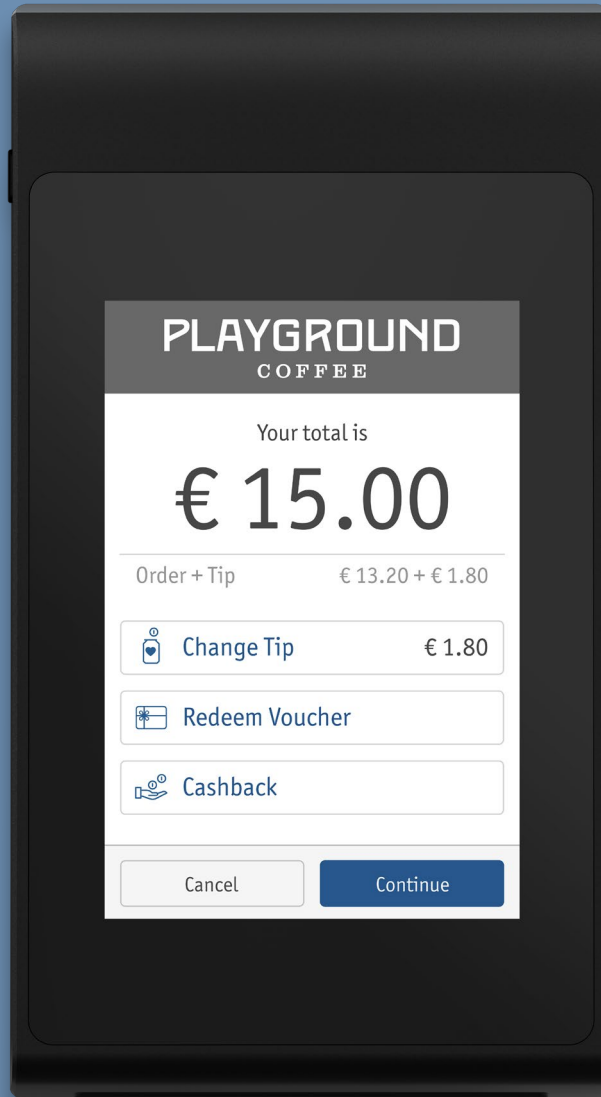 PLAYGROUND
COFFEE
Your total is
€ 15.00
Order + Tip € 13.20 + € 1.80
Change Tip € 1.80
Redeem Voucher
Cashback
Cancel Continue